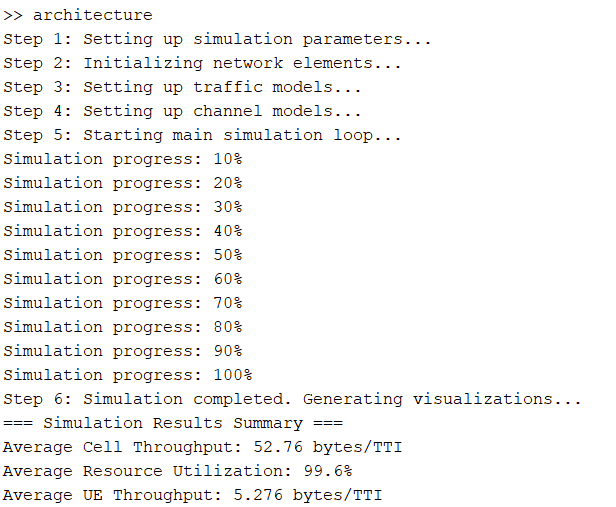 >> architecture
Step 1: Setting up simulation parameters...
Step 2: Initializing network elements...
Step 3: Setting up traffic models...
Step 4: Setting up channel models...
Step 5: Starting main simulation loop...
Simulation progress: 10%
Simulation progress: 20%
Simulation progress: 30%
Simulation progress: 40%
Simulation progress: 50%
Simulation progress: 60%
Simulation progress: 70%
Simulation progress: 80%
Simulation progress: 90%
Simulation progress: 100%
Step 6: Simulation completed. Generating visualizations...
=== Simulation Results Summary ===
Average Cell Throughput: 52.76 bytes/TTI
Average Resource Utilization: 99.6%
Average UE Throughput: 5.276 bytes/TTI